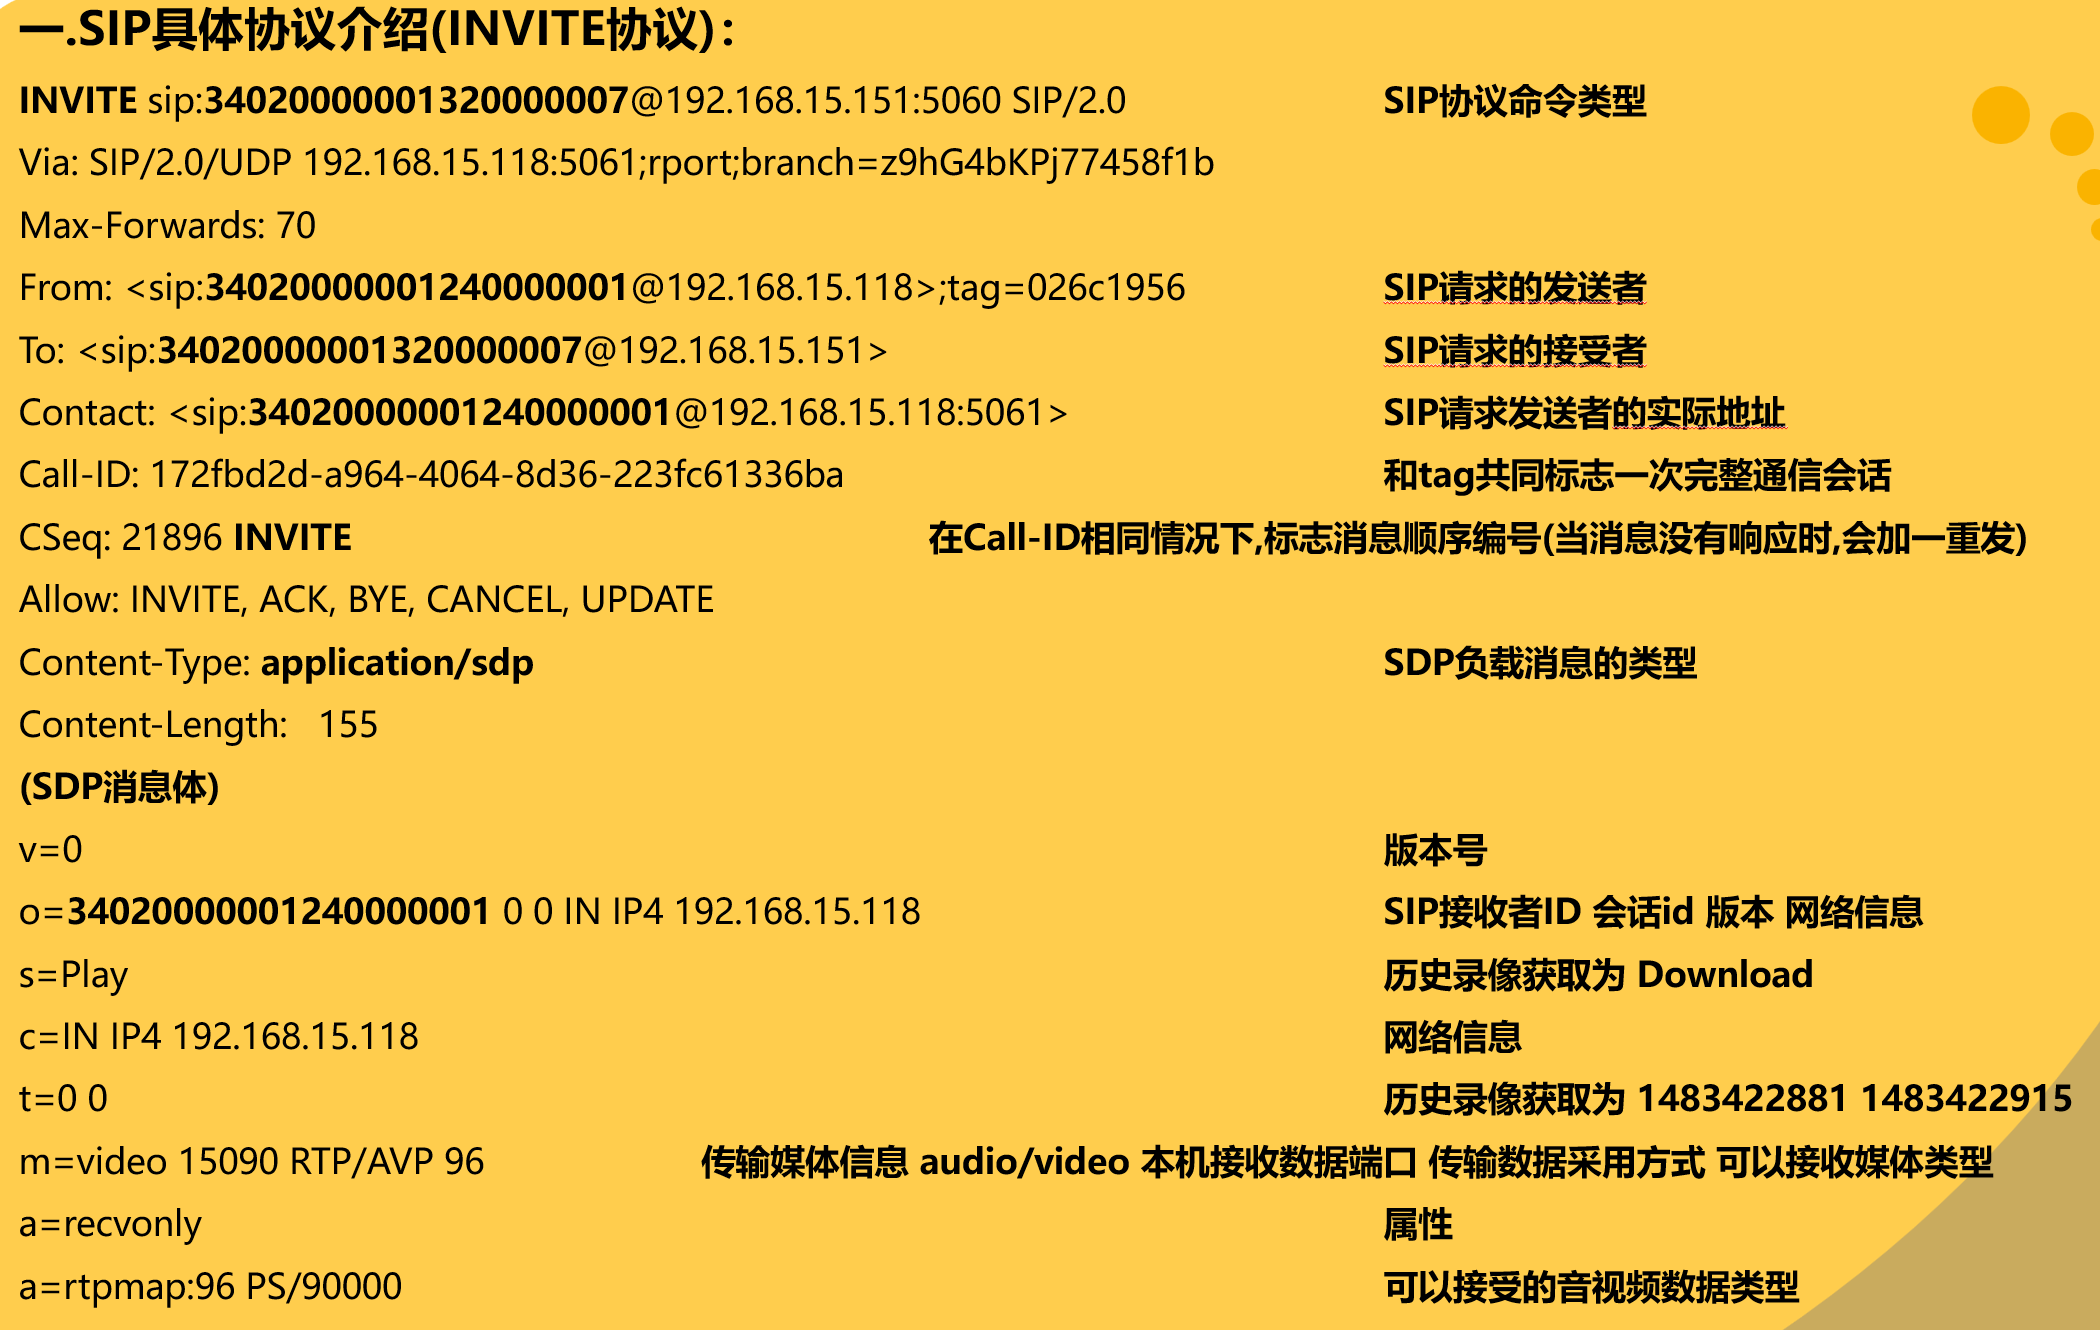 一.SIP具体协议介绍(INVITE协议)：
INVITE sip:34020000001320000007@192.168.15.151:5060 SIP/2.0 SIP协议命令类型
Via: SIP/2.0/UDP 192.168.15.118:5061;rport;branch=z9hG4bKPj77458f1b
Max-Forwards: 70
From: <sip:34020000001240000001@192.168.15.118>;tag=026c1956 SIP请求的发送者
To: <sip:34020000001320000007@192.168.15.151> SIP请求的接受者
Contact: <sip:34020000001240000001@192.168.15.118:5061> SIP请求发送者的实际地址
Call-ID: 172fbd2d-a964-4064-8d36-223fc61336ba 和tag共同标志一次完整通信会话
CSeq: 21896 INVITE 在Call-ID相同情况下,标志消息顺序编号(当消息没有响应时,会加一重发)
Allow: INVITE, ACK, BYE, CANCEL, UPDATE
Content-Type: application/sdp SDP负载消息的类型
Content-Length:   155
(SDP消息体)
v=0 版本号
o=34020000001240000001 0 0 IN IP4 192.168.15.118 SIP接收者ID 会话id 版本 网络信息
s=Play 历史录像获取为 Download
c=IN IP4 192.168.15.118 网络信息
t=0 0 历史录像获取为 1483422881 1483422915
m=video 15090 RTP/AVP 96 传输媒体信息 audio/video 本机接收数据端口 传输数据采用方式 可以接收媒体类型
a=recvonly 属性
a=rtpmap:96 PS/90000 可以接受的音视频数据类型